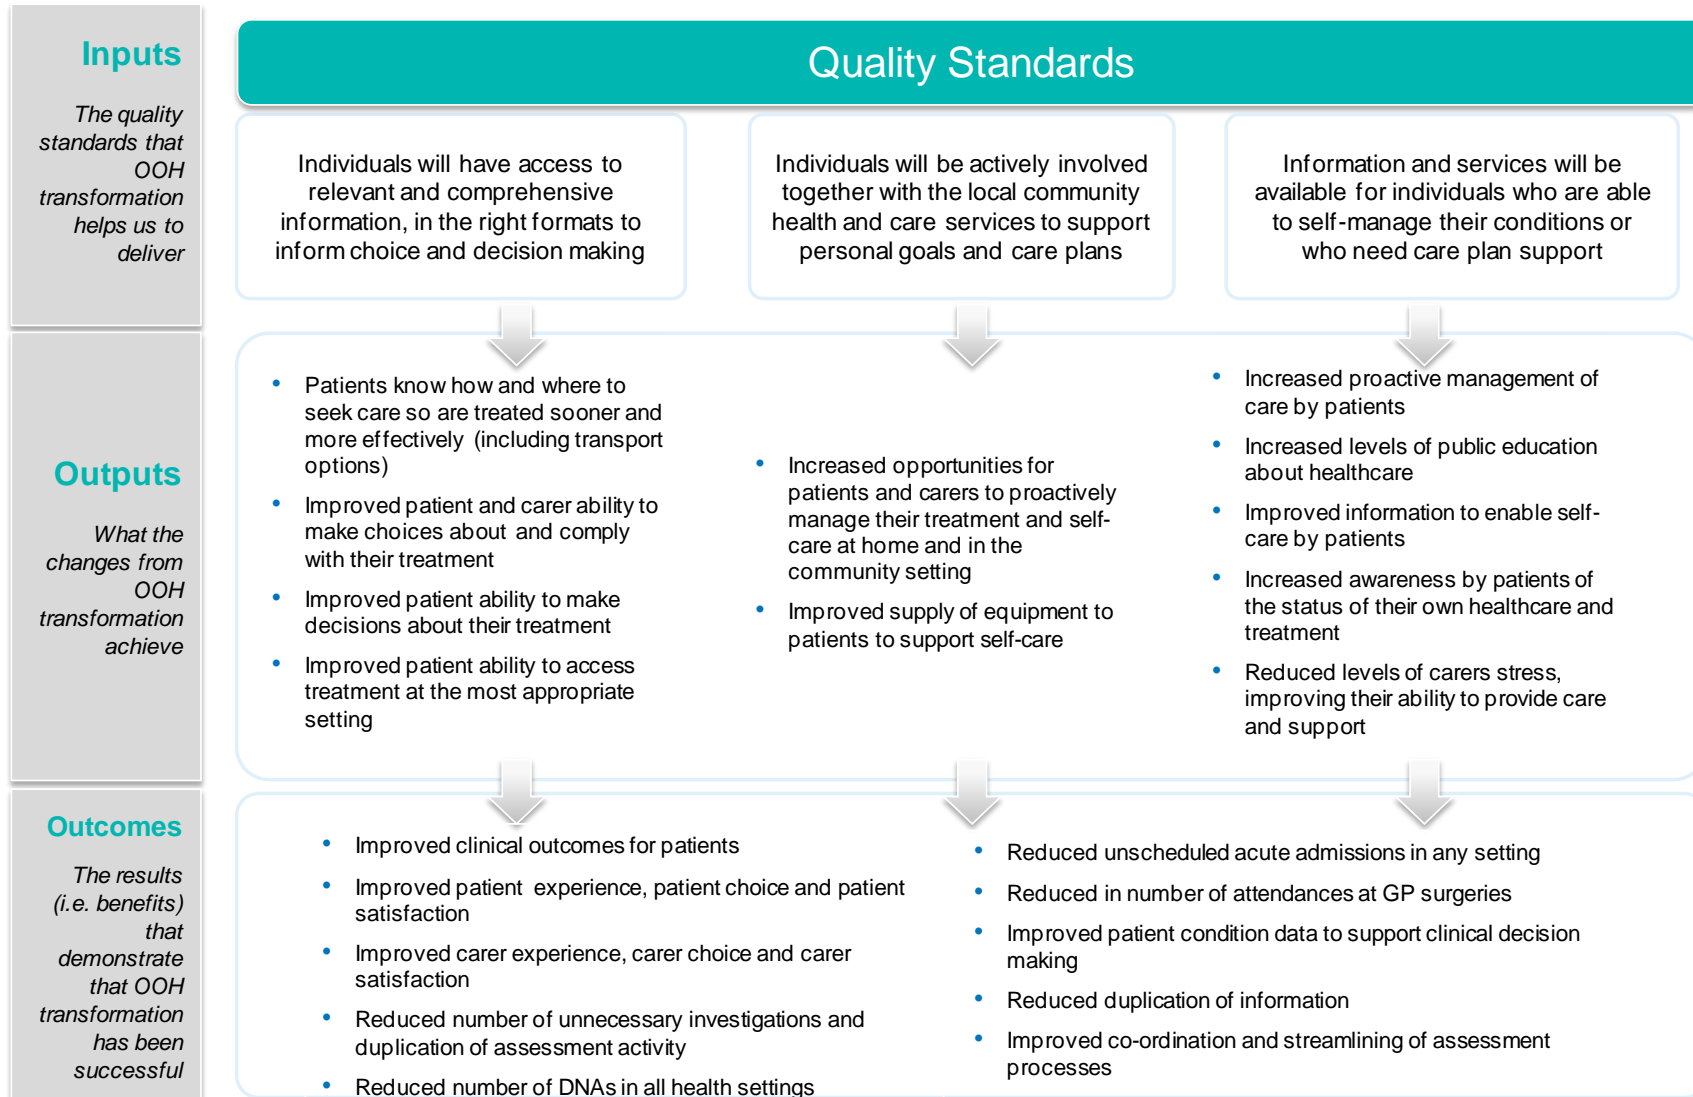 Inputs
The quality
standards that
OOH
transformation
helps us to
deliver
Quality Standards
Individuals will have access to
relevant and comprehensive
information, in the right formats to
inform choice and decision making
Individuals will be actively involved
together with the local community
health and care services to support
personal goals and care plans
Information and services will be
available for individuals who are able
to self-manage their conditions or
who need care plan support
Outputs
What the
changes from
OOH
transformation
achieve
• Patients know how and where to
seek care so are treated sooner and
more effectively (including transport
options)
• Improved patient and carer ability to
make choices about and comply
with their treatment
• Improved patient ability to make
decisions about their treatment
• Improved patient ability to access
treatment at the most appropriate
setting
• Increased opportunities for
patients and carers to proactively
manage their treatment and self-
care at home and in the
community setting
• Improved supply of equipment to
patients to support self-care
• Increased proactive management of
care by patients
• Increased levels of public education
about healthcare
• Improved information to enable self-
care by patients
• Increased awareness by patients of
the status of their own healthcare and
treatment
• Reduced levels of carers stress,
improving their ability to provide care
and support
Outcomes
The results
(i.e. benefits)
that
demonstrate
that OOH
transformation
has been
successful
• Improved clinical outcomes for patients
• Improved patient experience, patient choice and patient
satisfaction
• Improved carer experience, carer choice and carer
satisfaction
• Reduced number of unnecessary investigations and
duplication of assessment activity
• Reduced number of DNAs in all health settings
• Reduced unscheduled acute admissions in any setting
• Reduced in number of attendances at GP surgeries
• Improved patient condition data to support clinical decision
making
• Reduced duplication of information
• Improved co-ordination and streamlining of assessment
processes